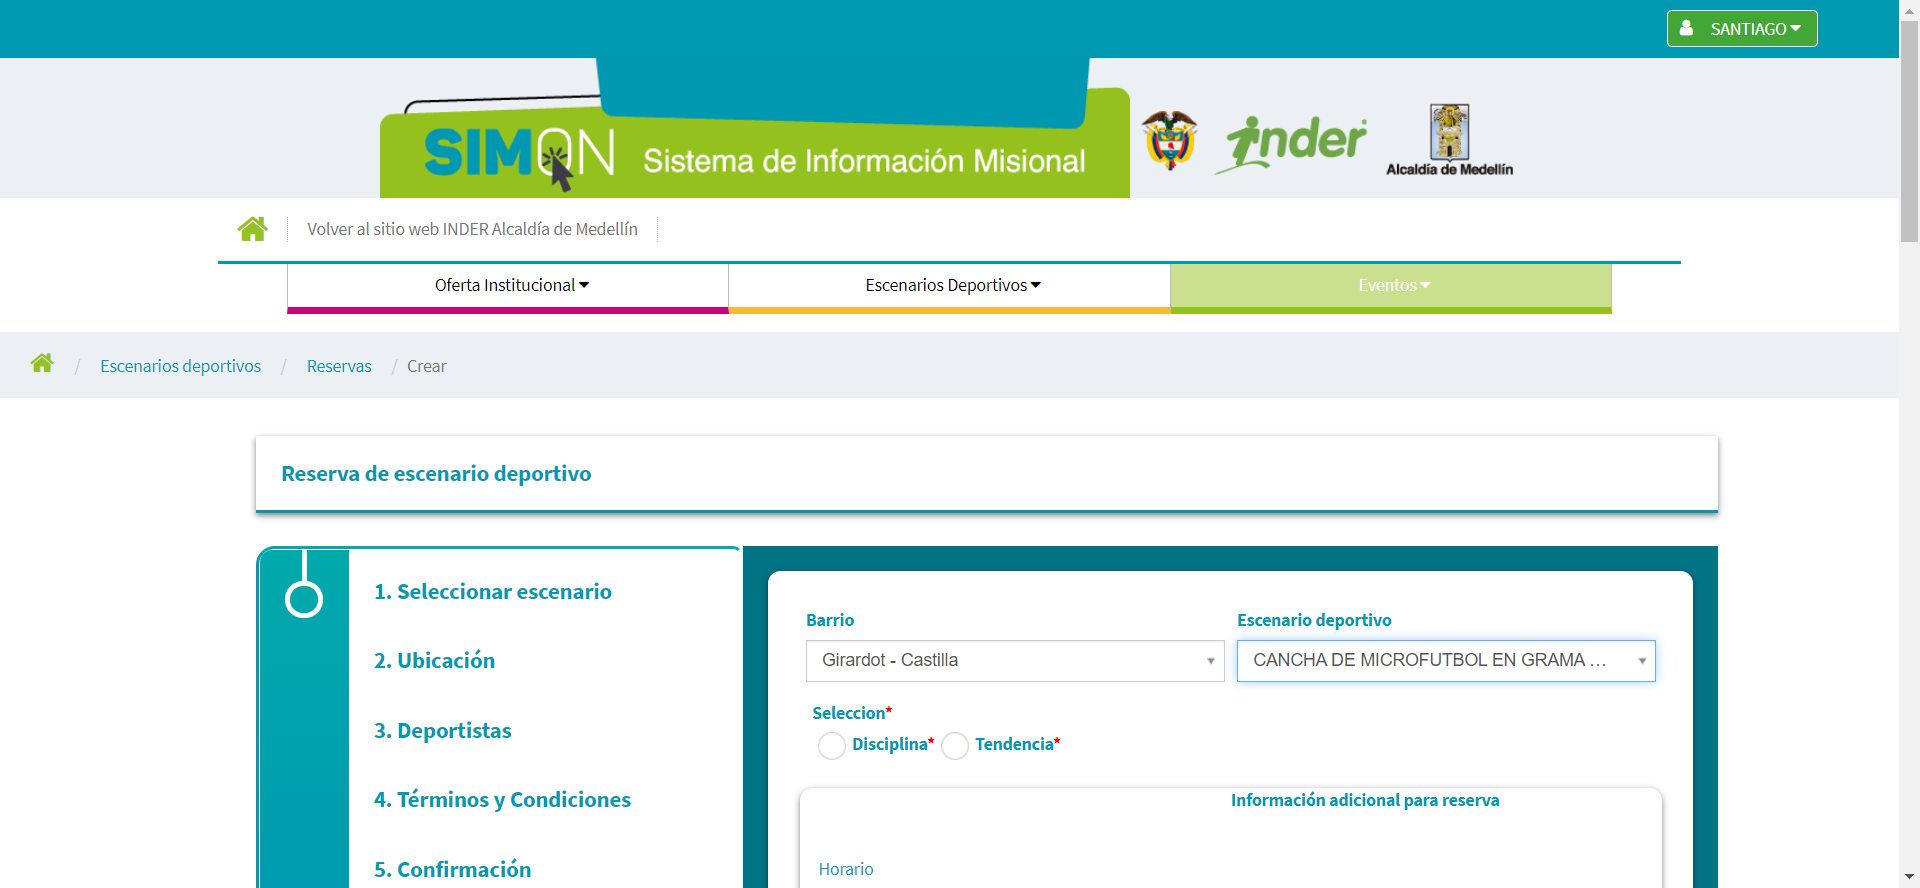 SANTIAGO
SIMON Sistema de Información Misional
inder
Alcaldía de Medellín
Volver al sitio web INDER Alcaldía de Medellín
Oferta Institucional Escenarios Deportivos Eventos
/ Escenarios deportivos / Reservas / Crear
Reserva de escenario deportivo
1. Seleccionar escenario
2. Ubicación
3. Deportistas
4. Términos y Condiciones
5. Confirmación
Barrio Escenario deportivo
Girardot - Castilla CANCHA DE MICROFUTBOL EN GRAMA ...
Seleccion*
Disciplina* Tendencia*
Información adicional para reserva
Horario